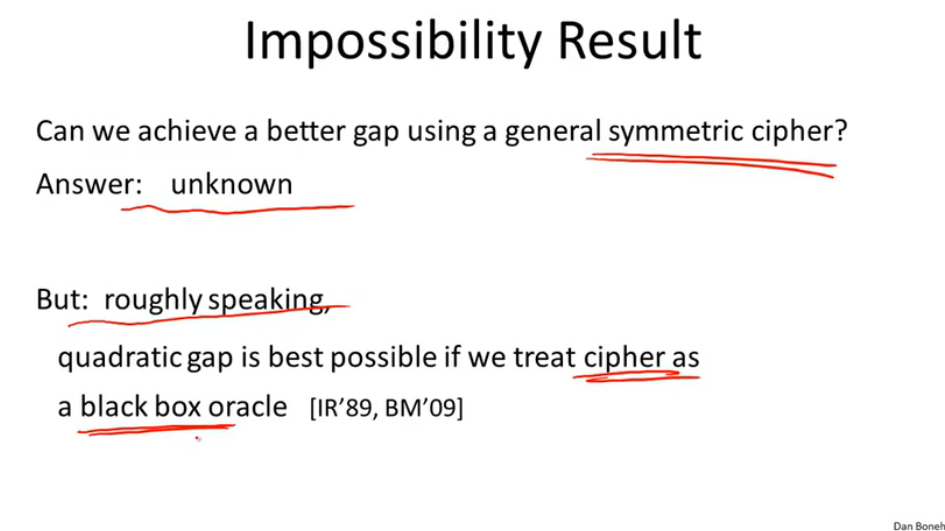 Impossibility Result
Can we achieve a better gap using a general symmetric cipher?
Answer: unknown
But: roughly speaking,
quadratic gap is best possible if we treat cipher as
a black box oracle [IR’89, BM’09]
Dan Boneh